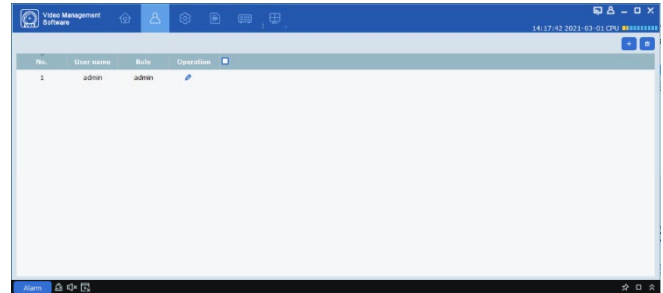 Video Management
Software
14:17:42 2021-03-01 CPU
No. User name Role Operation
1 admin admin
Alarm